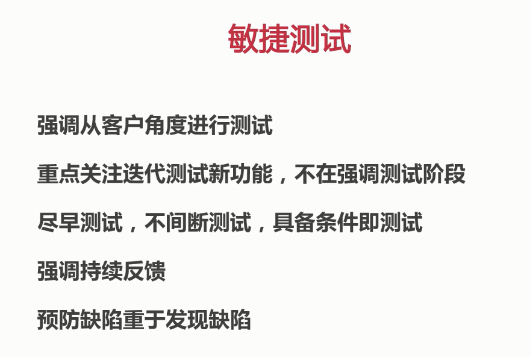 敏捷测试
强调从客户角度进行测试
重点关注迭代测试新功能，不在强调测试阶段
尽早测试，不间断测试，具备条件即测试
强调持续反馈
预防缺陷重于发现缺陷